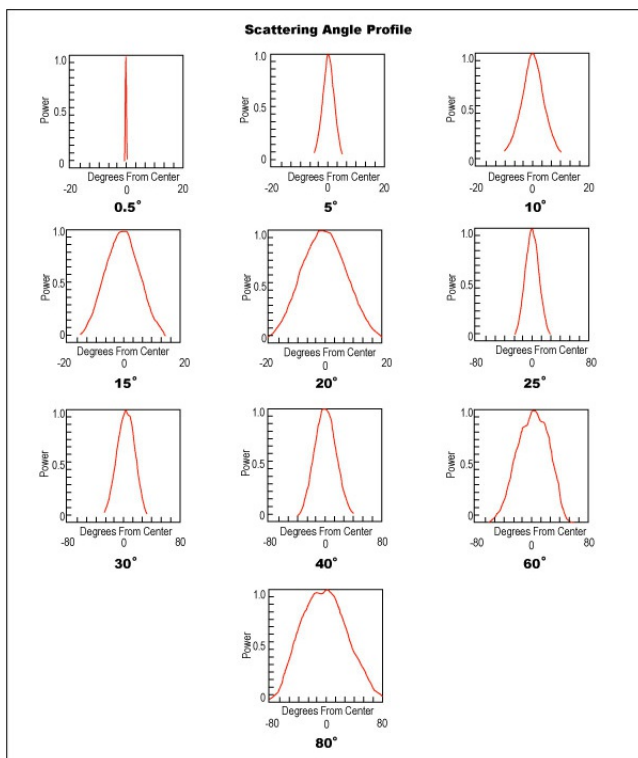 Scattering Angle Profile
1.0 1.0 1.0
Power 0.5 Power 0.5 Power 0.5
0 0 0
-20 Degrees From Center 20 -20 Degrees From Center 20 -20 Degrees From Center 20
0 0 0
0.5° 5° 10°
1.0 1.0 1.0
Power 0.5 Power 0.5 Power 0.5
0 0 0
-20 Degrees From Center 20 -20 Degrees From Center 20 -80 Degrees From Center 80
0 0 0
15° 20° 25°
1.0 1.0 1.0
Power 0.5 Power 0.5 Power 0.5
0 0 0
-80 Degrees From Center 80 -80 Degrees From Center 80 -80 Degrees From Center 80
0 0 0
30° 40° 60°
1.0
Power 0.5
0
-80 Degrees From Center 80
0
80°